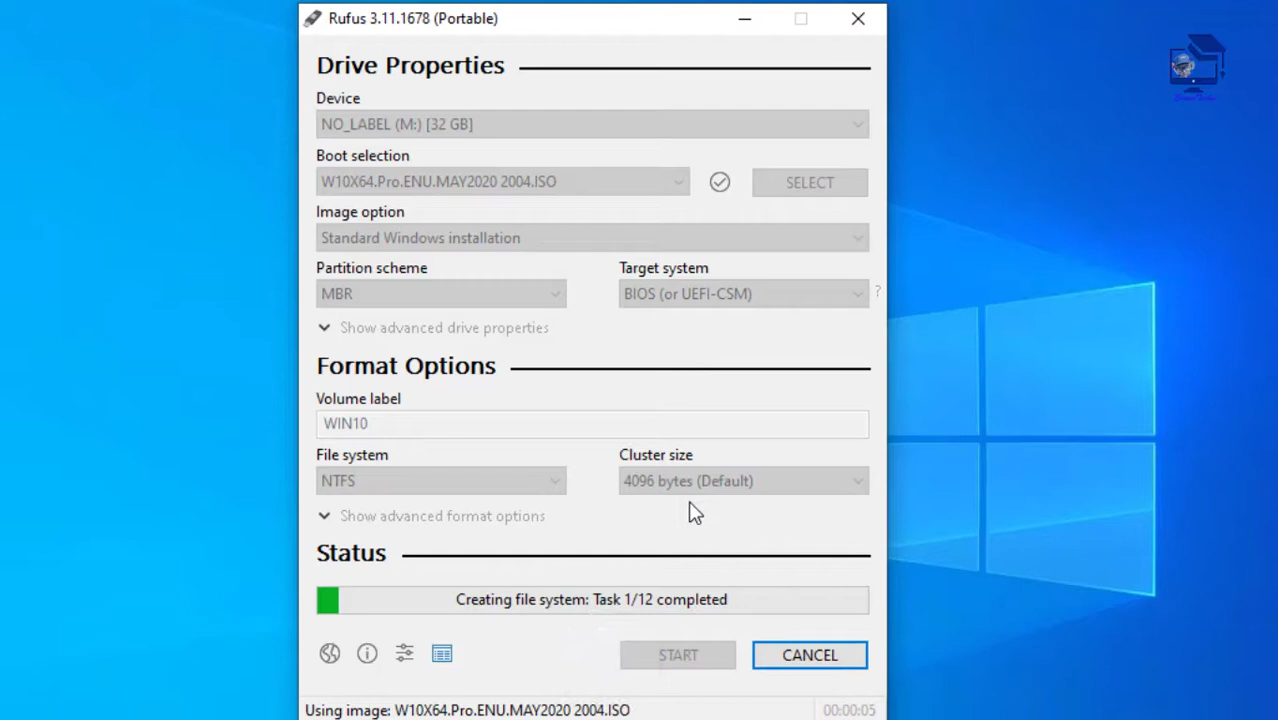 Rufus 3.11.1678 (Portable)
Drive Properties
Device
NO_LABEL (M:) [32 GB]
Boot selection
W10X64.Pro.ENU.MAY2020 2004.ISO
SELECT
Image option
Standard Windows installation
Partition scheme
Target system
MBR
BIOS (or UEFI-CSM)
?
Show advanced drive properties
Format Options
Volume label
WIN10
File system
Cluster size
NTFS
4096 bytes (Default)
Show advanced format options
Status
Creating file system: Task 1/12 completed
START
CANCEL
Using image: W10X64.Pro.ENU.MAY2020 2004.ISO
00:00:05